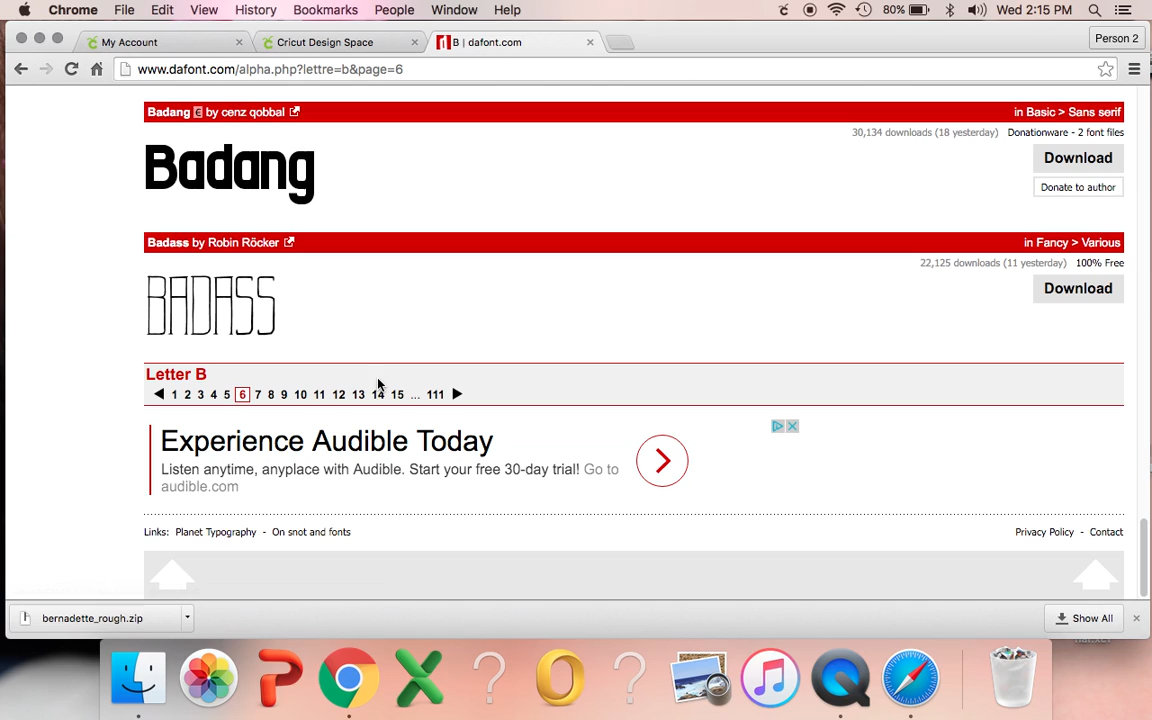 Chrome File Edit View History Bookmarks People Window Help 80% Wed 2:15 PM
My Account Cricut Design Space B | dafont.com Person 2
www.dafont.com/alpha.php?lettre=b&page=6
Badang € by cenz qobbal in Basic > Sans serif
30,134 downloads (18 yesterday) Donationware - 2 font files
Badang Download
Donate to author
Badass by Robin Röcker in Fancy > Various
22,125 downloads (11 yesterday) 100% Free
BADASS Download
Letter B
1 2 3 4 5 6 7 8 9 10 11 12 13 14 15 ... 111
Experience Audible Today
Listen anytime, anyplace with Audible. Start your free 30-day trial! Go to
audible.com
Links: Planet Typography - On snot and fonts Privacy Policy - Contact
bernadette_rough.zip Show All